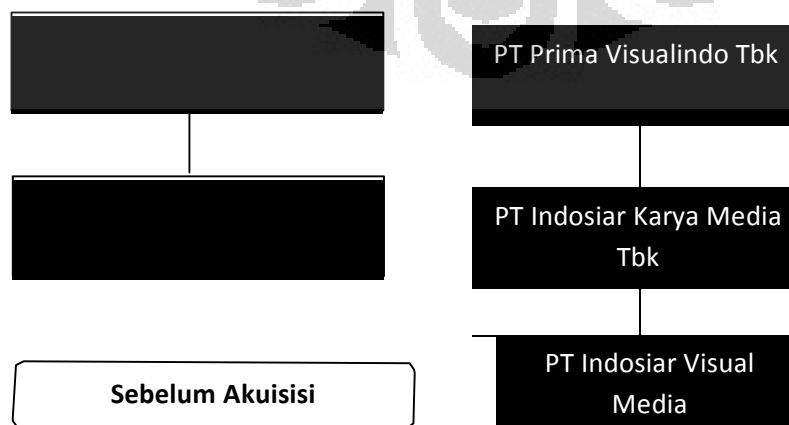 PT Prima Visualindo Tbk
PT Indosiar Karya Media
Tbk
PT Indosiar Visual
Media
Sebelum Akuisisi